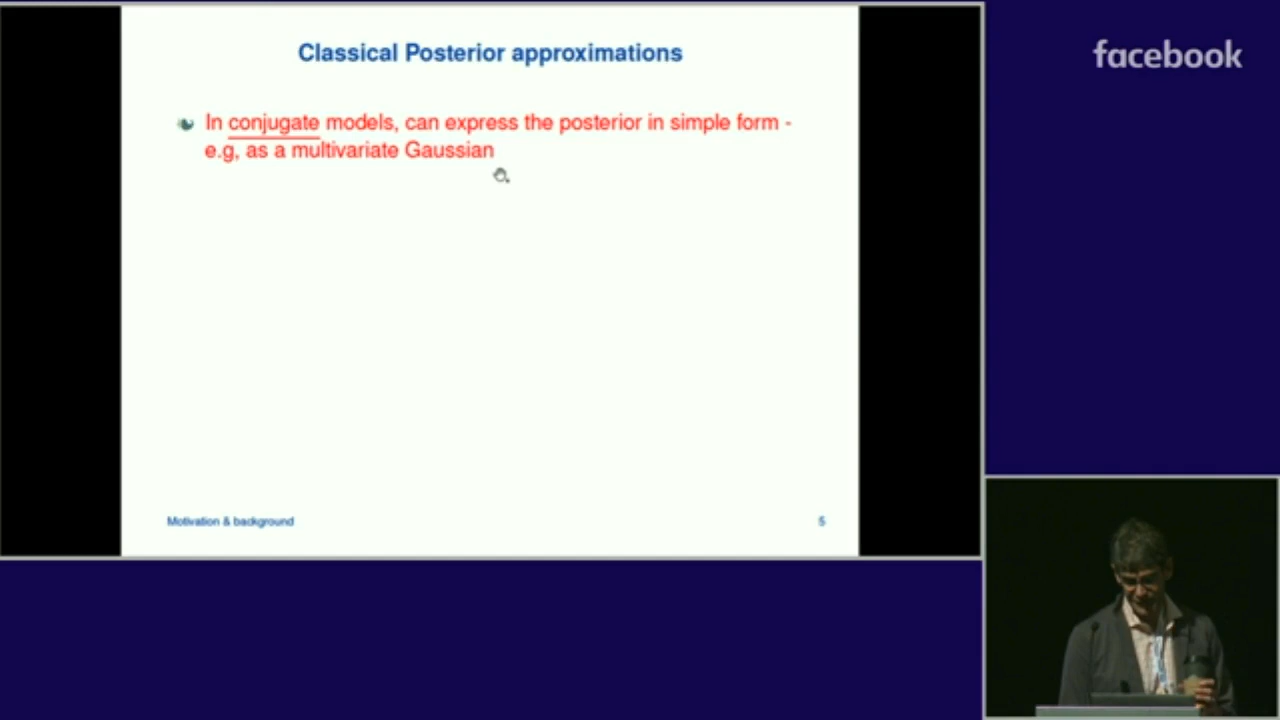 Classical Posterior approximations
facebook
In conjugate models, can express the posterior in simple form -
e.g, as a multivariate Gaussian
Motivation & background
5